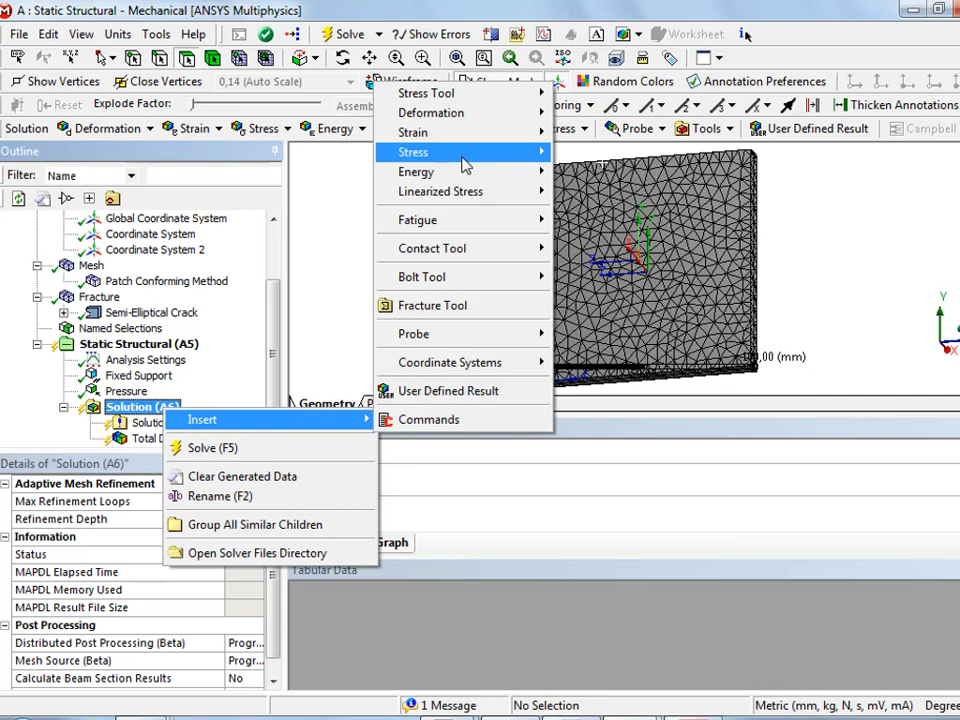 A : Static Structural - Mechanical [ANSYS Multiphysics]
File Edit View Units Tools Help Solve ?/ Show Errors Worksheet
Show Vertices Close Vertices 0,14 (Auto Scale) Wireframe Random Colors Annotation Preferences
Reset Explode Factor: Thicken Annotations
Solution Deformation Strain Stress Energy Probe Tools User Defined Result Campbell
Outline
Filter: Name
Global Coordinate System
Coordinate System
Coordinate System 2
Mesh
Patch Conforming Method
Fracture
Semi-Elliptical Crack
Named Selections
Static Structural (A5)
Analysis Settings
Fixed Support
Pressure
Solution (A6)
Total D
Insert
Solve (F5)
Clear Generated Data
Rename (F2)
Group All Similar Children
Open Solver Files Directory
Stress Tool
Deformation
Strain
Stress
Energy
Linearized Stress
Fatigue
Contact Tool
Bolt Tool
Fracture Tool
Probe
Coordinate Systems
User Defined Result
Commands
Y
X
(mm)
Geometry
Details of "Solution (A6)"
Adaptive Mesh Refinement
Max Refinement Loops
Refinement Depth
Information
Status
MAPDL Elapsed Time
MAPDL Memory Used
MAPDL Result File Size
Post Processing
Distributed Post Processing (Beta) Progr...
Mesh Source (Beta) Progr...
Calculate Beam Section Results Progr...
Graph
Tabular Data
1 Message No Selection Metric (mm, kg, N, s, mV, mA) Degree